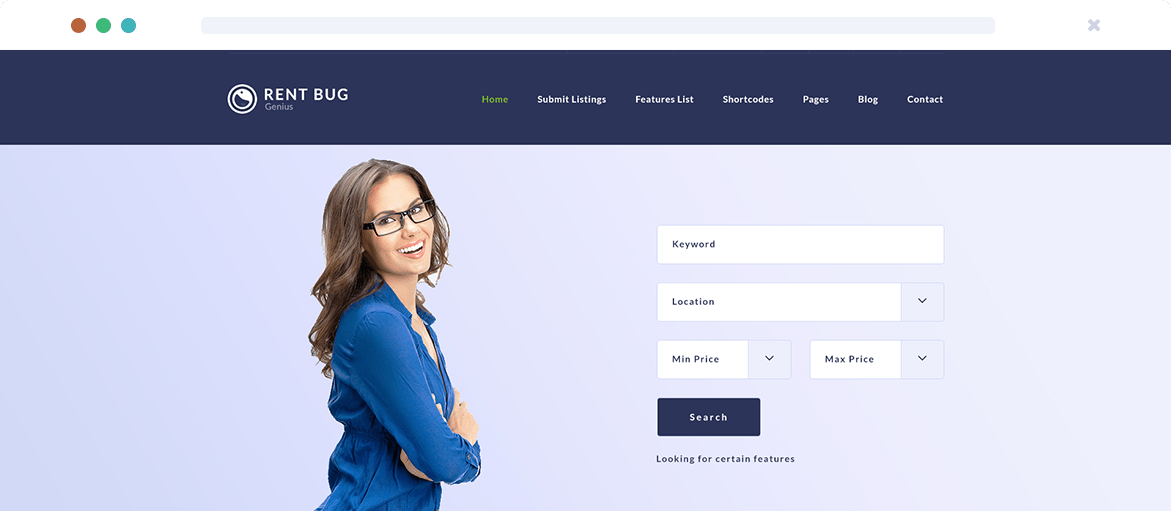 RENT BUG
Genius
Home Submit Listings Features List Shortcodes Pages Blog Contact
Keyword
Location
Min Price Max Price
Search
Looking for certain features